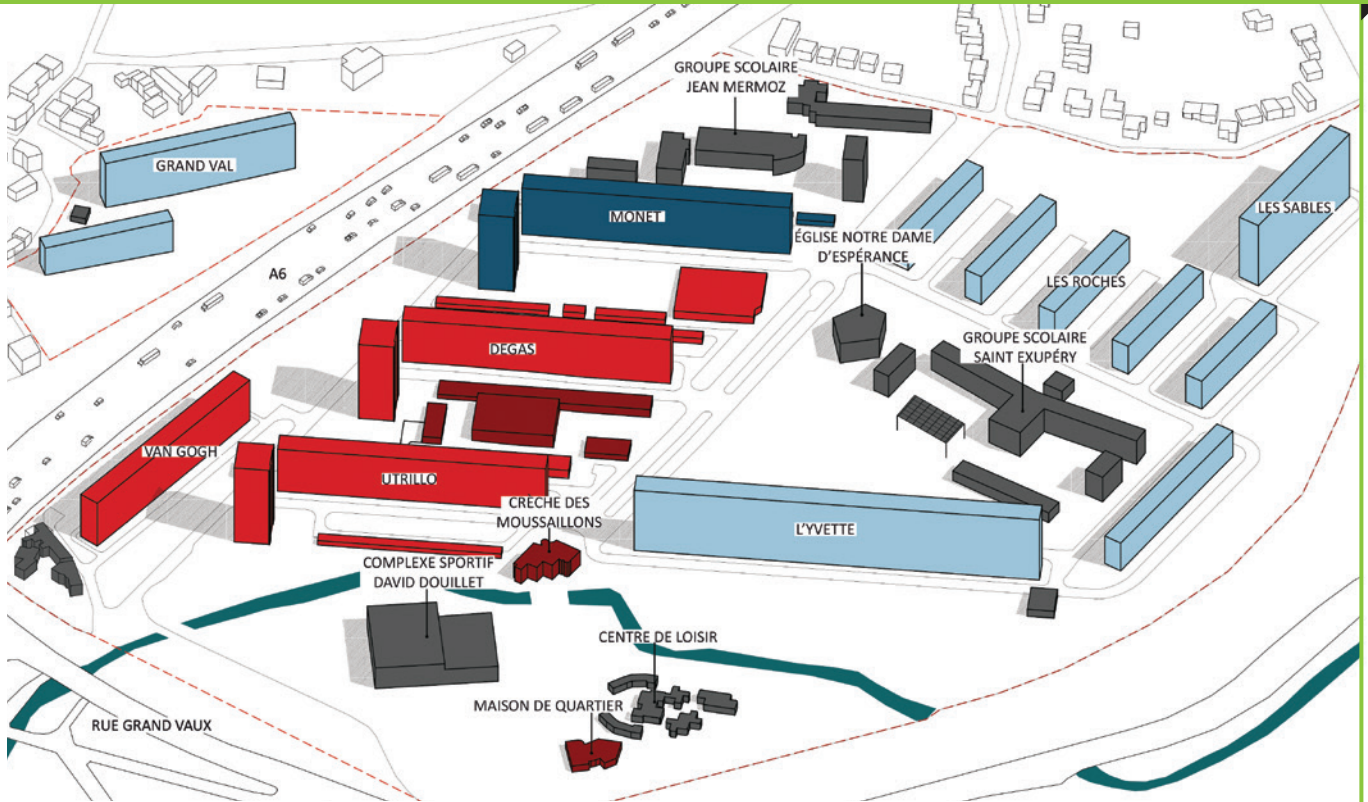 GROUPE SCOLAIRE
JEAN MERMOZ
GRAND VAL
MONET
LES SABLES
ÉGLISE NOTRE DAME
D'ESPÉRANCE
A6
LES ROCHES
GROUPE SCOLAIRE
SAINT EXUPÉRY
DEGAS
VAN GOGH
UTRILLO
CRÈCHE DES
MOUSSAILLONS
L'YVETTE
COMPLEXE SPORTIF
DAVID DOUILLET
CENTRE DE LOISIR
MAISON DE QUARTIER
RUE GRAND VAUX